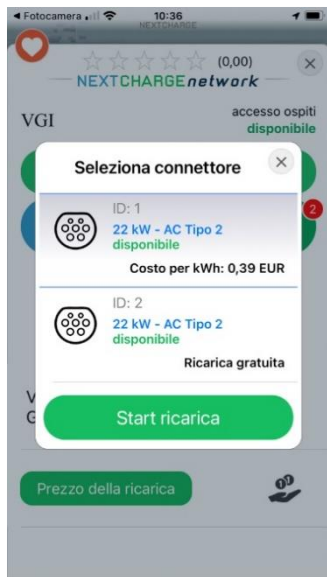 Fotocamera
10:36
NEXTCHARGE
(0,00)
NEXTCHARGEnetwork
VGI
accesso ospiti
disponibile
Seleziona connettore
2
ID: 1
22 kW - AC Tipo 2
disponibile
Costo per kWh: 0,39 EUR
ID: 2
22 kW - AC Tipo 2
disponibile
Ricarica gratuita
V
G
Start ricarica
Prezzo della ricarica